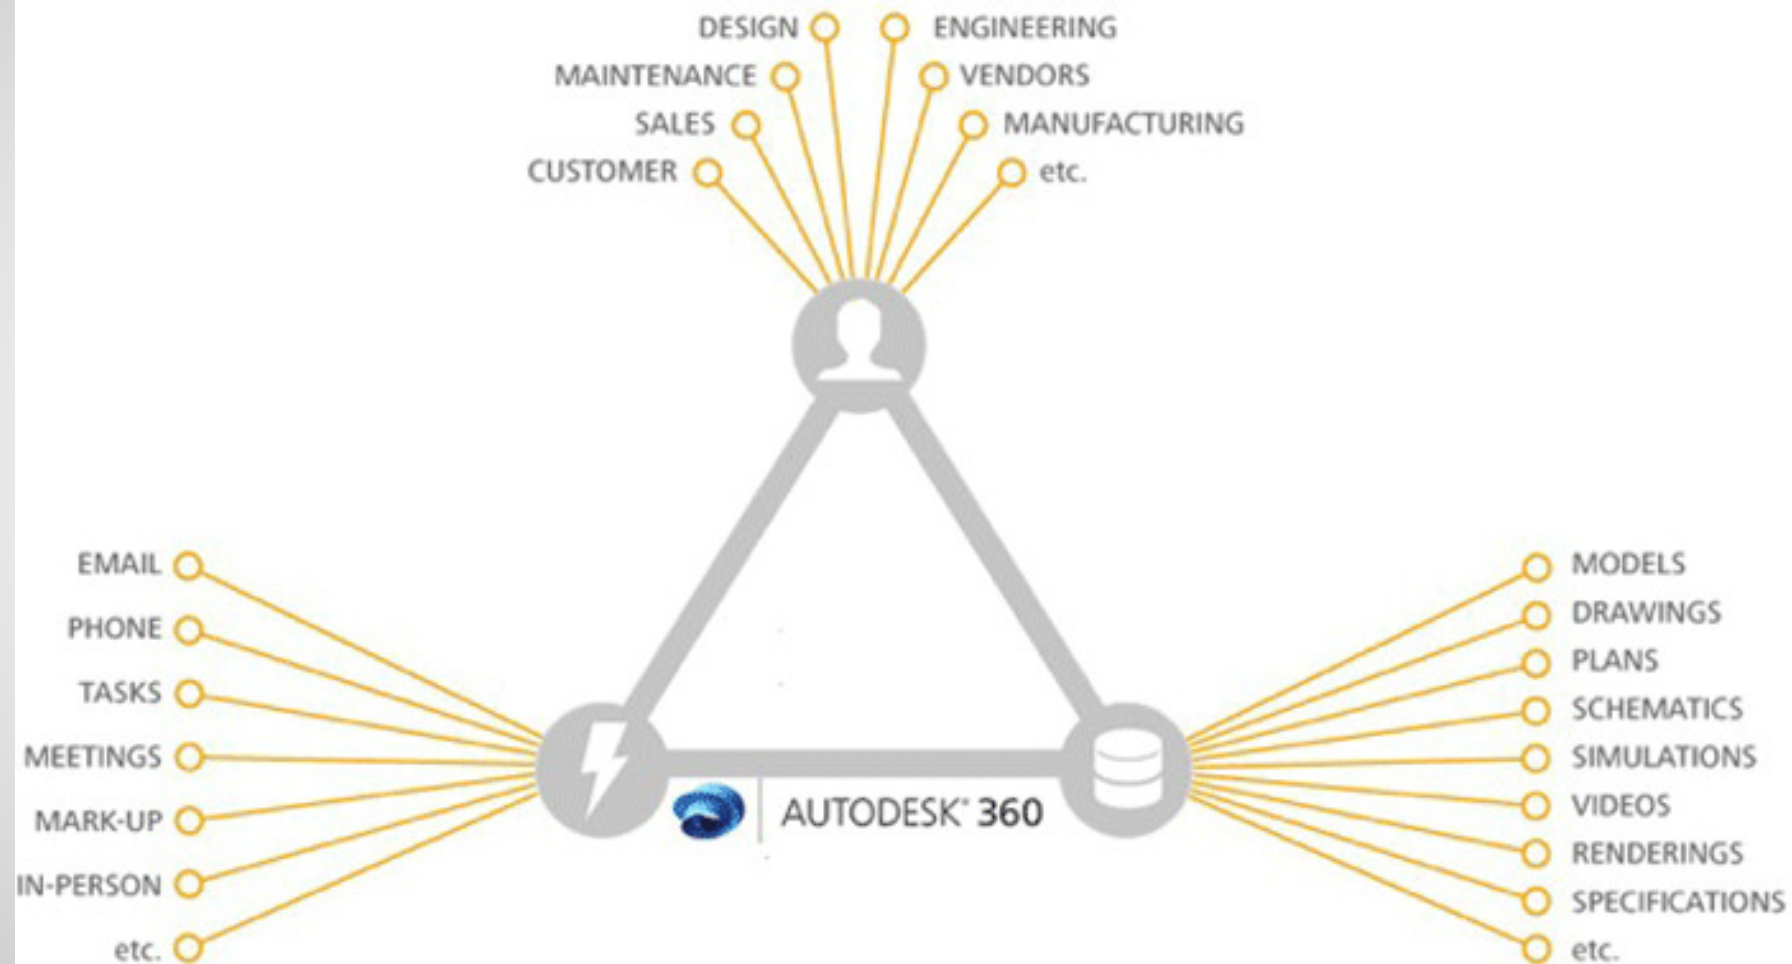 DESIGN
ENGINEERING
MAINTENANCE
VENDORS
SALES
MANUFACTURING
CUSTOMER
etc.
EMAIL
PHONE
TASKS
MEETINGS
MARK-UP
IN-PERSON
etc.
AUTODESK® 360
MODELS
DRAWINGS
PLANS
SCHEMATICS
SIMULATIONS
VIDEOS
RENDERINGS
SPECIFICATIONS
etc.